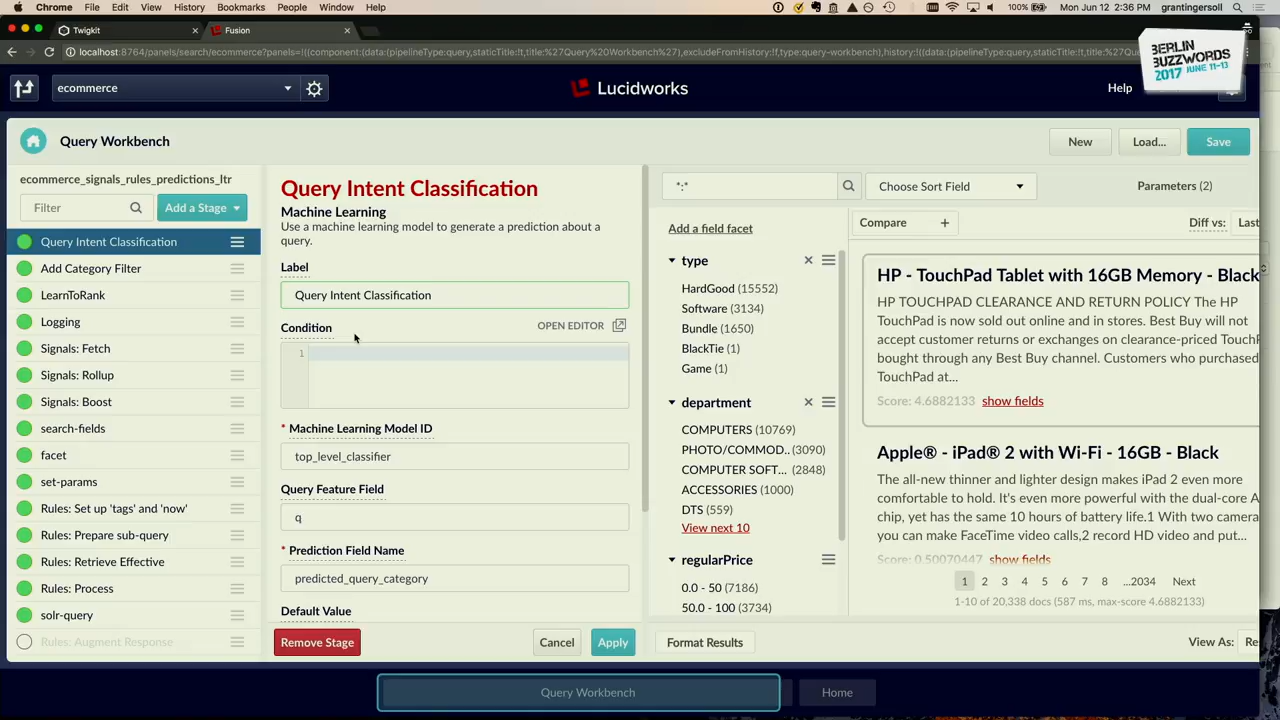 Chrome File Edit View History Bookmarks People Window Help
100% Mon Jun 12 2:36 PM grantingersoll
Twigkit
Fusion
localhost:8764/panels/search/ecommerce?panels=!((component:(data:(pipelineType:query,staticTitle:!t,title:%27Query%20Workbench%27),excludeFromHistory:!f,type:query-workbench),history:!((data:(pipelineType:query,staticTitle:!t,title:%27Qu
BERLIN
BUZZWORDS
2017 JUNE 11-13
ecommerce
Lucidworks
Help
Query Workbench
New
Load...
Save
ecommerce_signals_rules_predictions_ltr
Filter
Add a Stage
Query Intent Classification
Add Category Filter
LearnToRank
Logging
Signals: Fetch
Signals: Rollup
Signals: Boost
search-fields
facet
set-params
Rules: Set up 'tags' and 'now'
Rules: Prepare sub-query
Rules: Retrieve Effective
Rules: Process
solr-query
Rules: Augment Response
Query Intent Classification
Machine Learning
Use a machine learning model to generate a prediction about a
query.
Label
Query Intent Classification
Condition
OPEN EDITOR
1
* Machine Learning Model ID
top_level_classifier
Query Feature Field
q
* Prediction Field Name
predicted_query_category
Default Value
Remove Stage
Cancel
Apply
*:*
Choose Sort Field
Parameters (2)
Add a field facet
type
HardGood (15552)
Software (3134)
Bundle (1650)
BlackTie (1)
Game (1)
department
COMPUTERS (10769)
PHOTO/COMMOD.. (3090)
COMPUTER SOFT... (2848)
ACCESSORIES (1000)
DTS (559)
View next 10
regularPrice
0.0 - 50 (7186)
50.0 - 100 (3734)
Format Results
Compare +
Diff vs: Last
HP - TouchPad Tablet with 16GB Memory - Black
HP TOUCHPAD CLEARANCE AND RETURN POLICY The HP
TouchPad is now sold out online and in stores. Best Buy will not
accept customer returns or exchanges on clearance-priced TouchP
bought through any Best Buy channel. Customers who purchased
TouchPad at...
Score: 4.6882133 show fields
Apple® - iPad® 2 with Wi-Fi - 16GB - Black
The all-new thinner and lighter design makes iPad 2 even more
comfortable to hold. It's even more powerful with the dual-core A
chip, yet has the same 10 hours of battery life.1 With two camera
you can make FaceTime video calls,2 record HD video and put...
Score: 0.50070447 show fields
1 2 3 4 5 6 7 8 ...2034 Next
1-10 of 20,338 docs (587 ms, max-score 4.6882133)
View As: Re
Query Workbench
Home